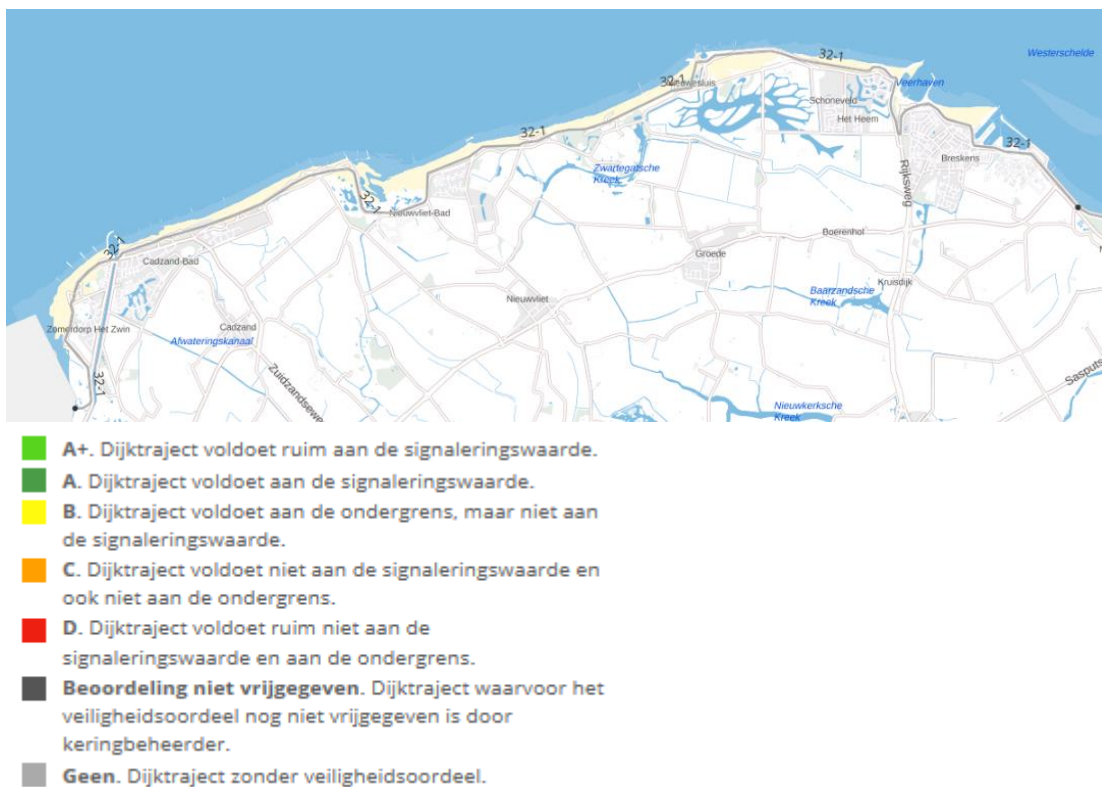 Westerschelde
32-1
32-1
Nieuwesluis
Veerhaven
Schoneveld
Het Heem
32-1
32-1
Breskens
Zwartegatsche
Kreek
Rijksweg
32-1
Nieuwvliet-Bad
Boerenhol
Groede
32-1
Cadzand-Bad
Kruisdijk
Baarzandsche
Kreek
Nieuwvliet
Zomerdorp Het Zwin
Cadzand
Afwateringskanaal
32-1
Zuidzandsewe
Sasputs
Nieuwkerksche
Kreek
A+. Dijktraject voldoet ruim aan de signaleringswaarde.
A. Dijktraject voldoet aan de signaleringswaarde.
B. Dijktraject voldoet aan de ondergrens, maar niet aan
de signaleringswaarde.
C. Dijktraject voldoet niet aan de signaleringswaarde en
ook niet aan de ondergrens.
D. Dijktraject voldoet ruim niet aan de
signaleringswaarde en aan de ondergrens.
Beoordeling niet vrijgegeven. Dijktraject waarvoor het
veiligheidsoordeel nog niet vrijgegeven is door
keringbeheerder.
Geen. Dijktraject zonder veiligheidsoordeel.